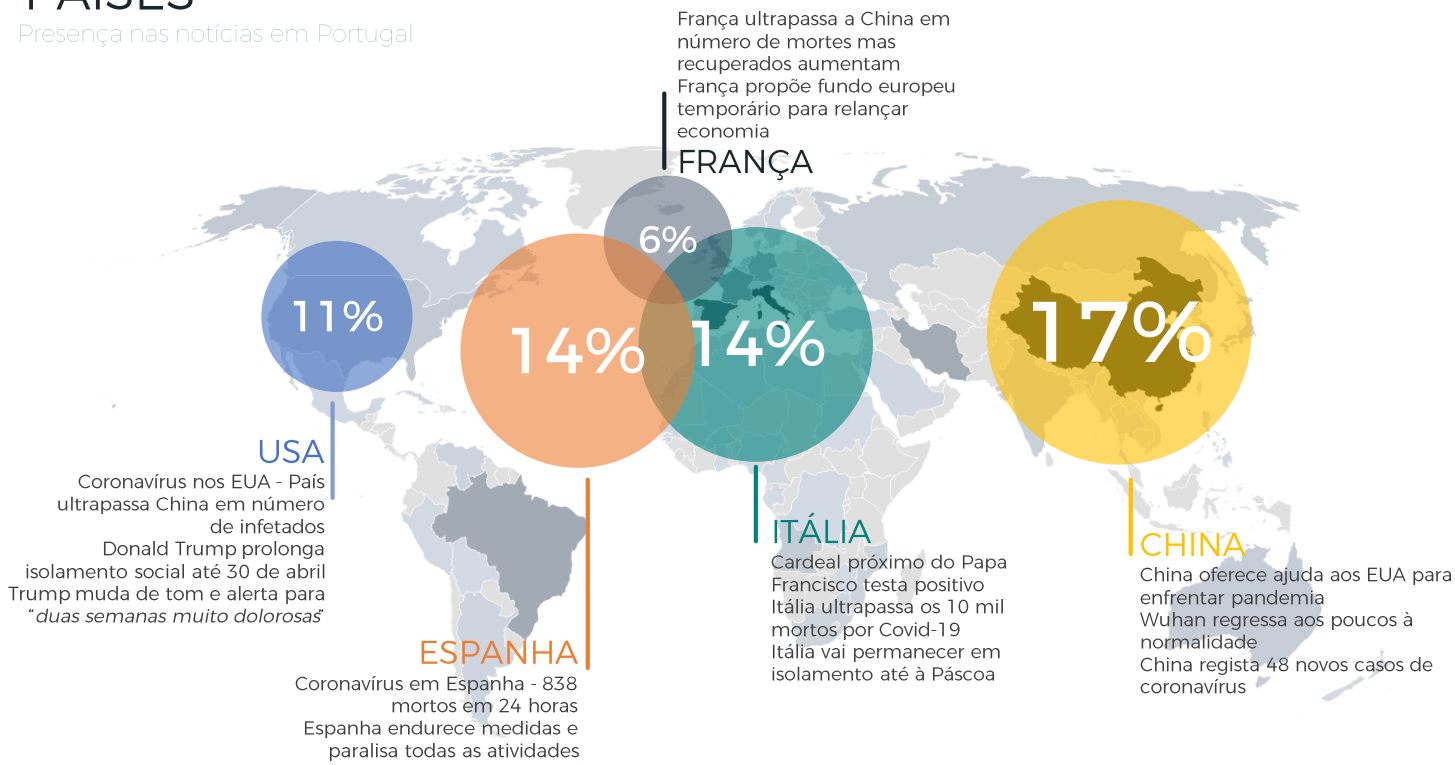 PAÍSES
Presença nas notícias em Portugal
França ultrapassa a China em
número de mortes mas
recuperados aumentam
França propõe fundo europeu
temporário para relançar
economia
FRANÇA
6%
11%
14%
14%
17%
USA
Coronavírus nos EUA - País
ultrapassa China em número
de infetados
Donald Trump prolonga
isolamento social até 30 de abril
Trump muda de tom e alerta para
“duas semanas muito dolorosas”
ESPANHA
Coronavírus em Espanha - 838
mortos em 24 horas
Espanha endurece medidas e
paralisa todas as atividades
ITÁLIA
Cardeal próximo do Papa
Francisco testa positivo
Itália ultrapassa os 10 mil
mortos por Covid-19
Itália vai permanecer em
isolamento até à Páscoa
CHINA
China oferece ajuda aos EUA para
enfrentar pandemia
Wuhan regressa aos poucos à
normalidade
China regista 48 novos casos de
coronavírus